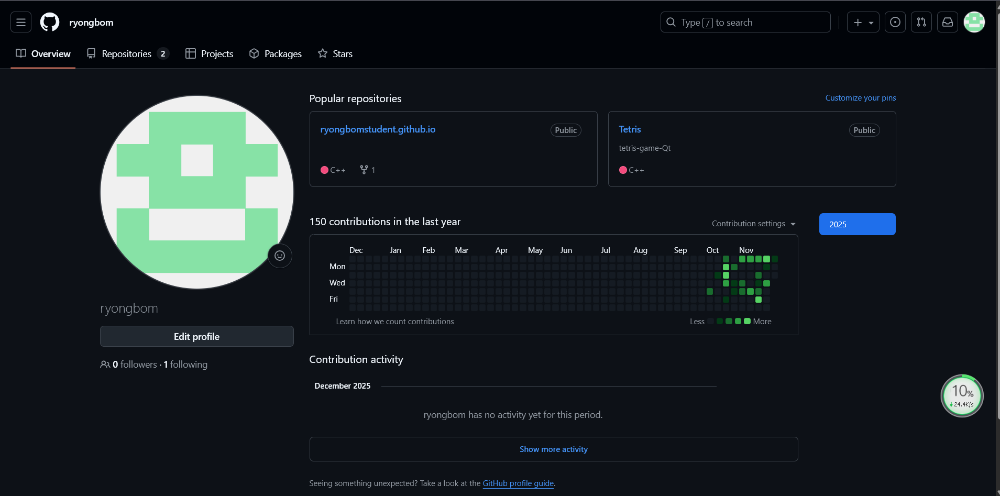 ryongbom
Type / to search
Overview
Repositories 2
Projects
Packages
Stars
Popular repositories
Customize your pins
ryongbomstudent.github.io
Public
C++
1
Tetris
Public
tetris-game-Qt
C++
ryongbom
Edit profile
0 followers · 1 following
150 contributions in the last year
Contribution settings
2025
Dec Jan Feb Mar Apr May Jun Jul Aug Sep Oct Nov
Mon
Wed
Fri
Learn how we count contributions
Less More
Contribution activity
December 2025
ryongbom has no activity yet for this period.
Show more activity
Seeing something unexpected? Take a look at the GitHub profile guide.
10%
24.4K/s